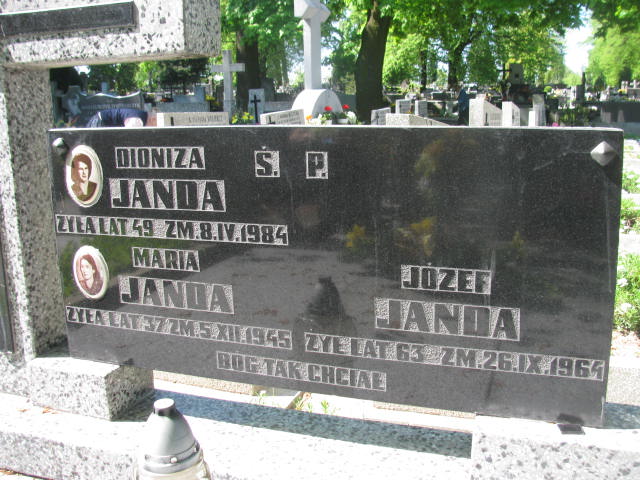 DIONIZA Ś. P.
JANDA
ŻYŁA LAT 49 ZM. 8.IV.1984
MARIA
JANDA
ŻYŁA LAT 37 ZM. 5.XII.1945
JÓZEF
JANDA
ŻYŁ LAT 63 ZM. 26.IX.1964
BÓG TAK CHCIAŁ